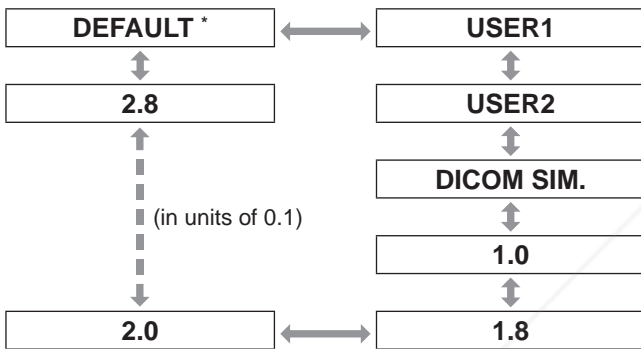 DEFAULT * USER1
2.8 USER2
DICOM SIM.
(in units of 0.1)
1.0
2.0 1.8